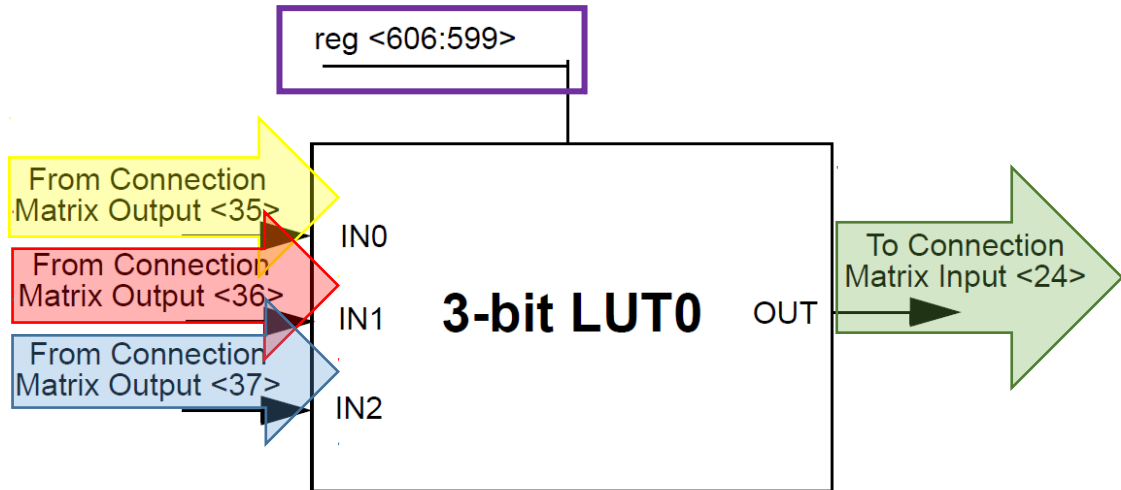 reg <606:599>
From Connection
Matrix Output <35>
IN0
From Connection
Matrix Output <36>
IN1
From Connection
Matrix Output <37>
IN2
3-bit LUT0
OUT
To Connection
Matrix Input <24>